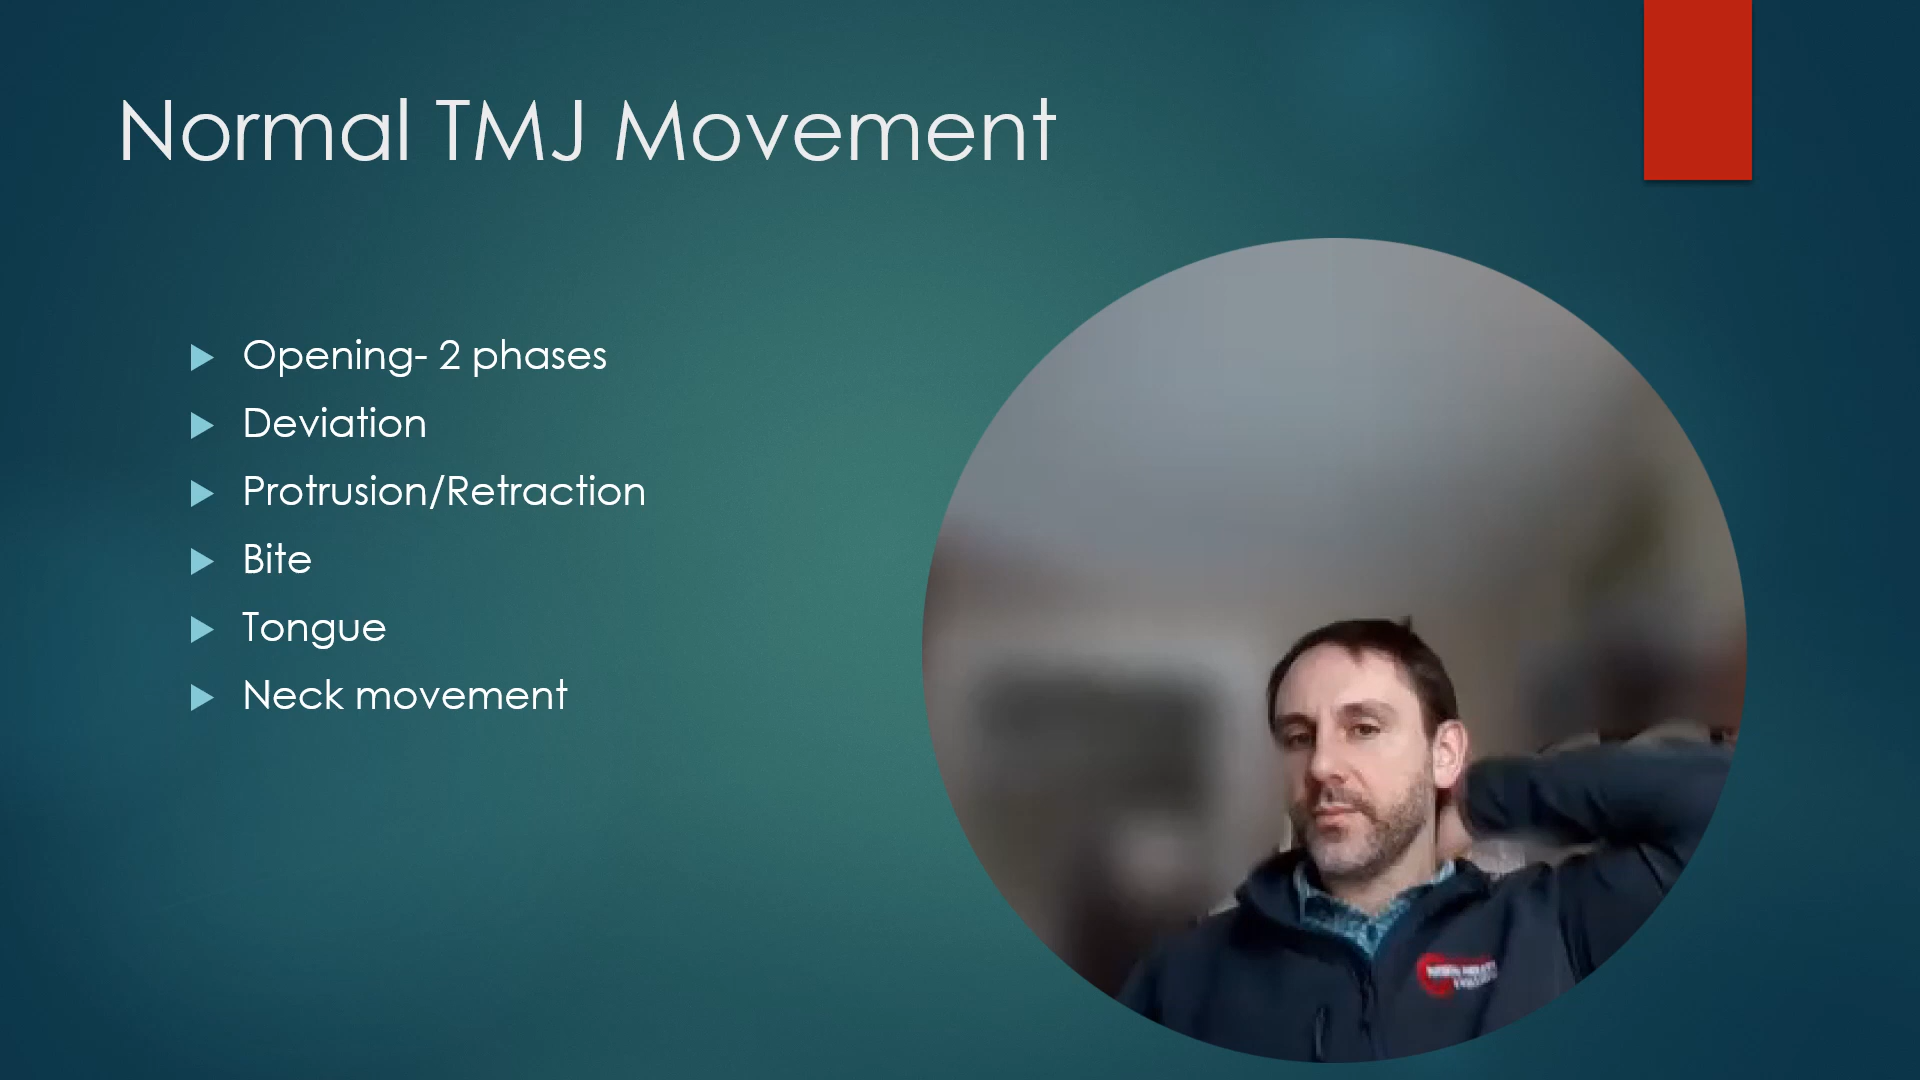 Normal TMJ Movement
Opening- 2 phases
Deviation
Protrusion/Retraction
Bite
Tongue
Neck movement